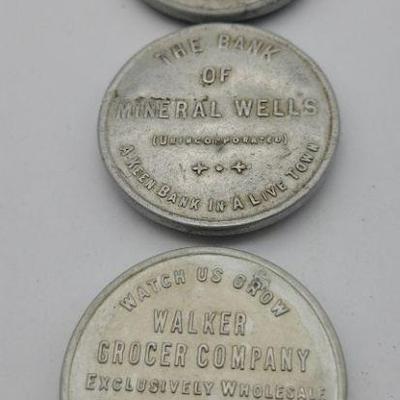 THE BANK
OF
MINERAL WELLS
(UNINCORPORATED)
A KEEN BANK IN A LIVE TOWN
WATCH US GROW
WALKER
GROCER COMPANY
EXCLUSIVELY WHOLESALE